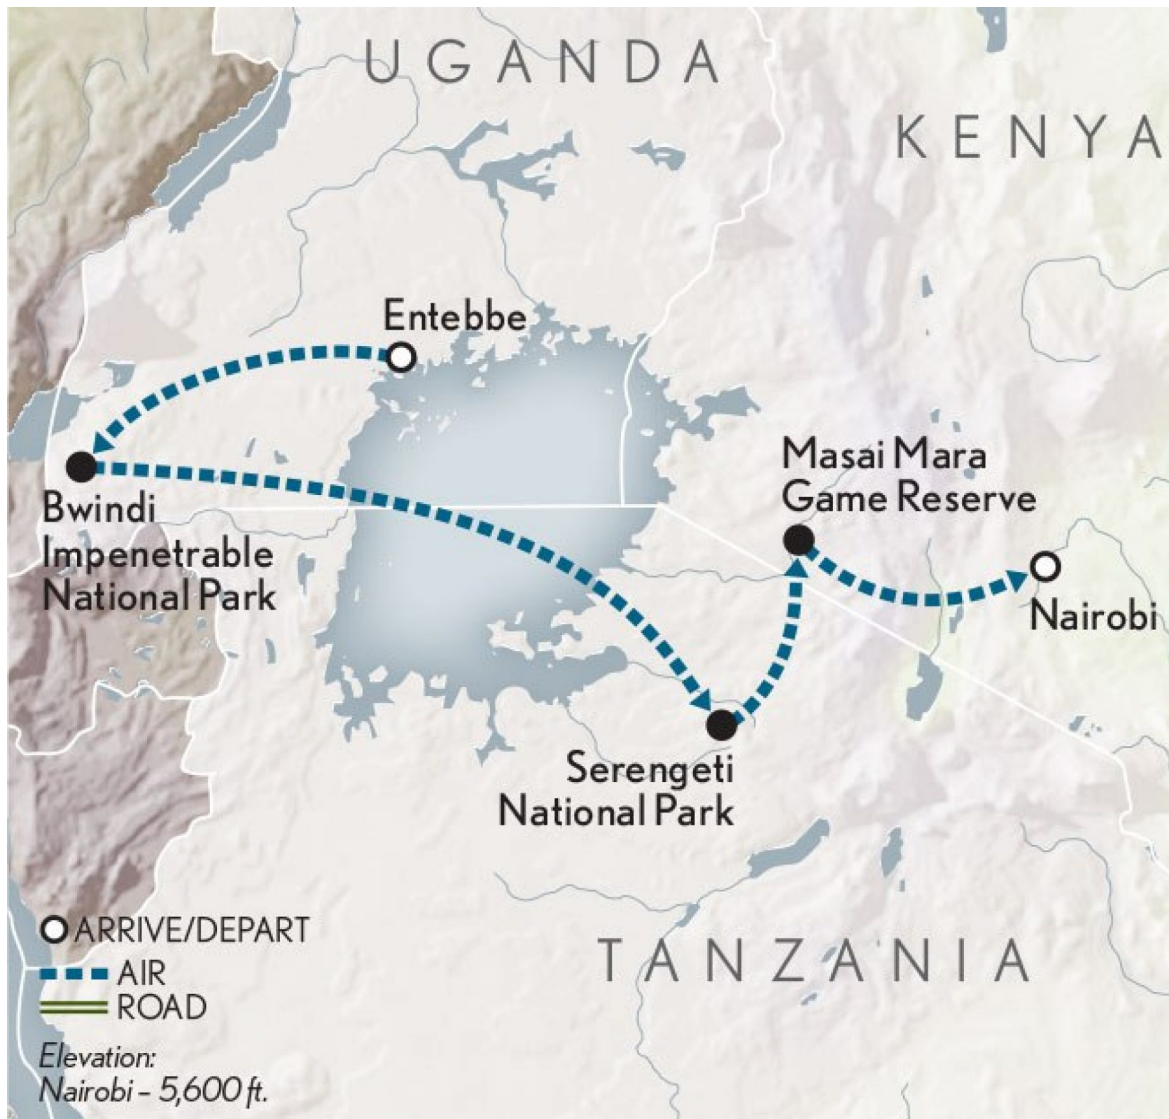 UGANDA
KENYA
Entebbe
Masai Mara
Game Reserve
Bwindi
Impenetrable
National Park
Nairobi
Serengeti
National Park
TANZANIA
ARRIVE/DEPART
AIR
ROAD
Elevation:
Nairobi – 5,600 ft.